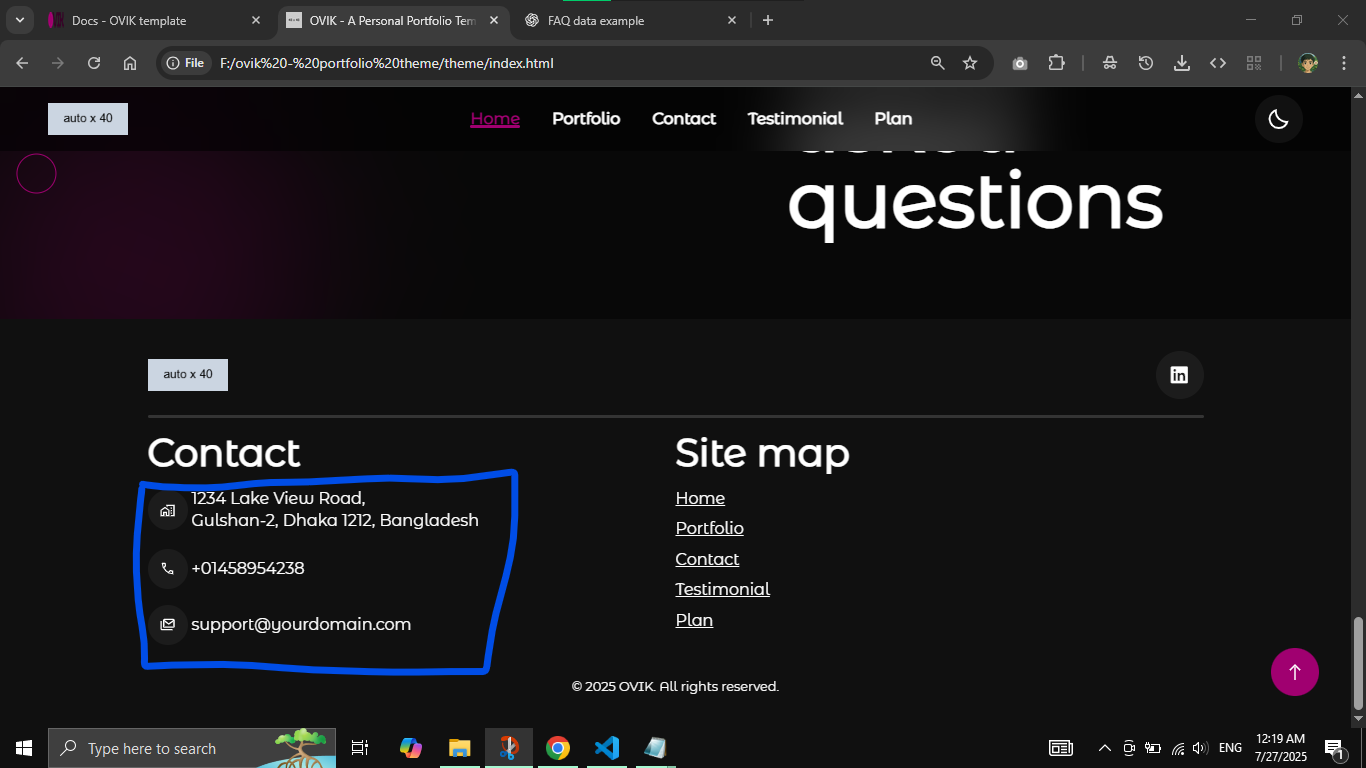 Docs - OVIK template
OVIK - A Personal Portfolio Tem
FAQ data example
File
F:/ovik%20-%20portfolio%20theme/theme/index.html
auto x 40
Home
Portfolio
Contact
Testimonial
Plan
questions
auto x 40
in
Contact
1234 Lake View Road,
Gulshan-2, Dhaka 1212, Bangladesh
+01458954238
support@yourdomain.com
Site map
Home
Portfolio
Contact
Testimonial
Plan
© 2025 OVIK. All rights reserved.
Type here to search
ENG
12:19 AM
7/27/2025
1